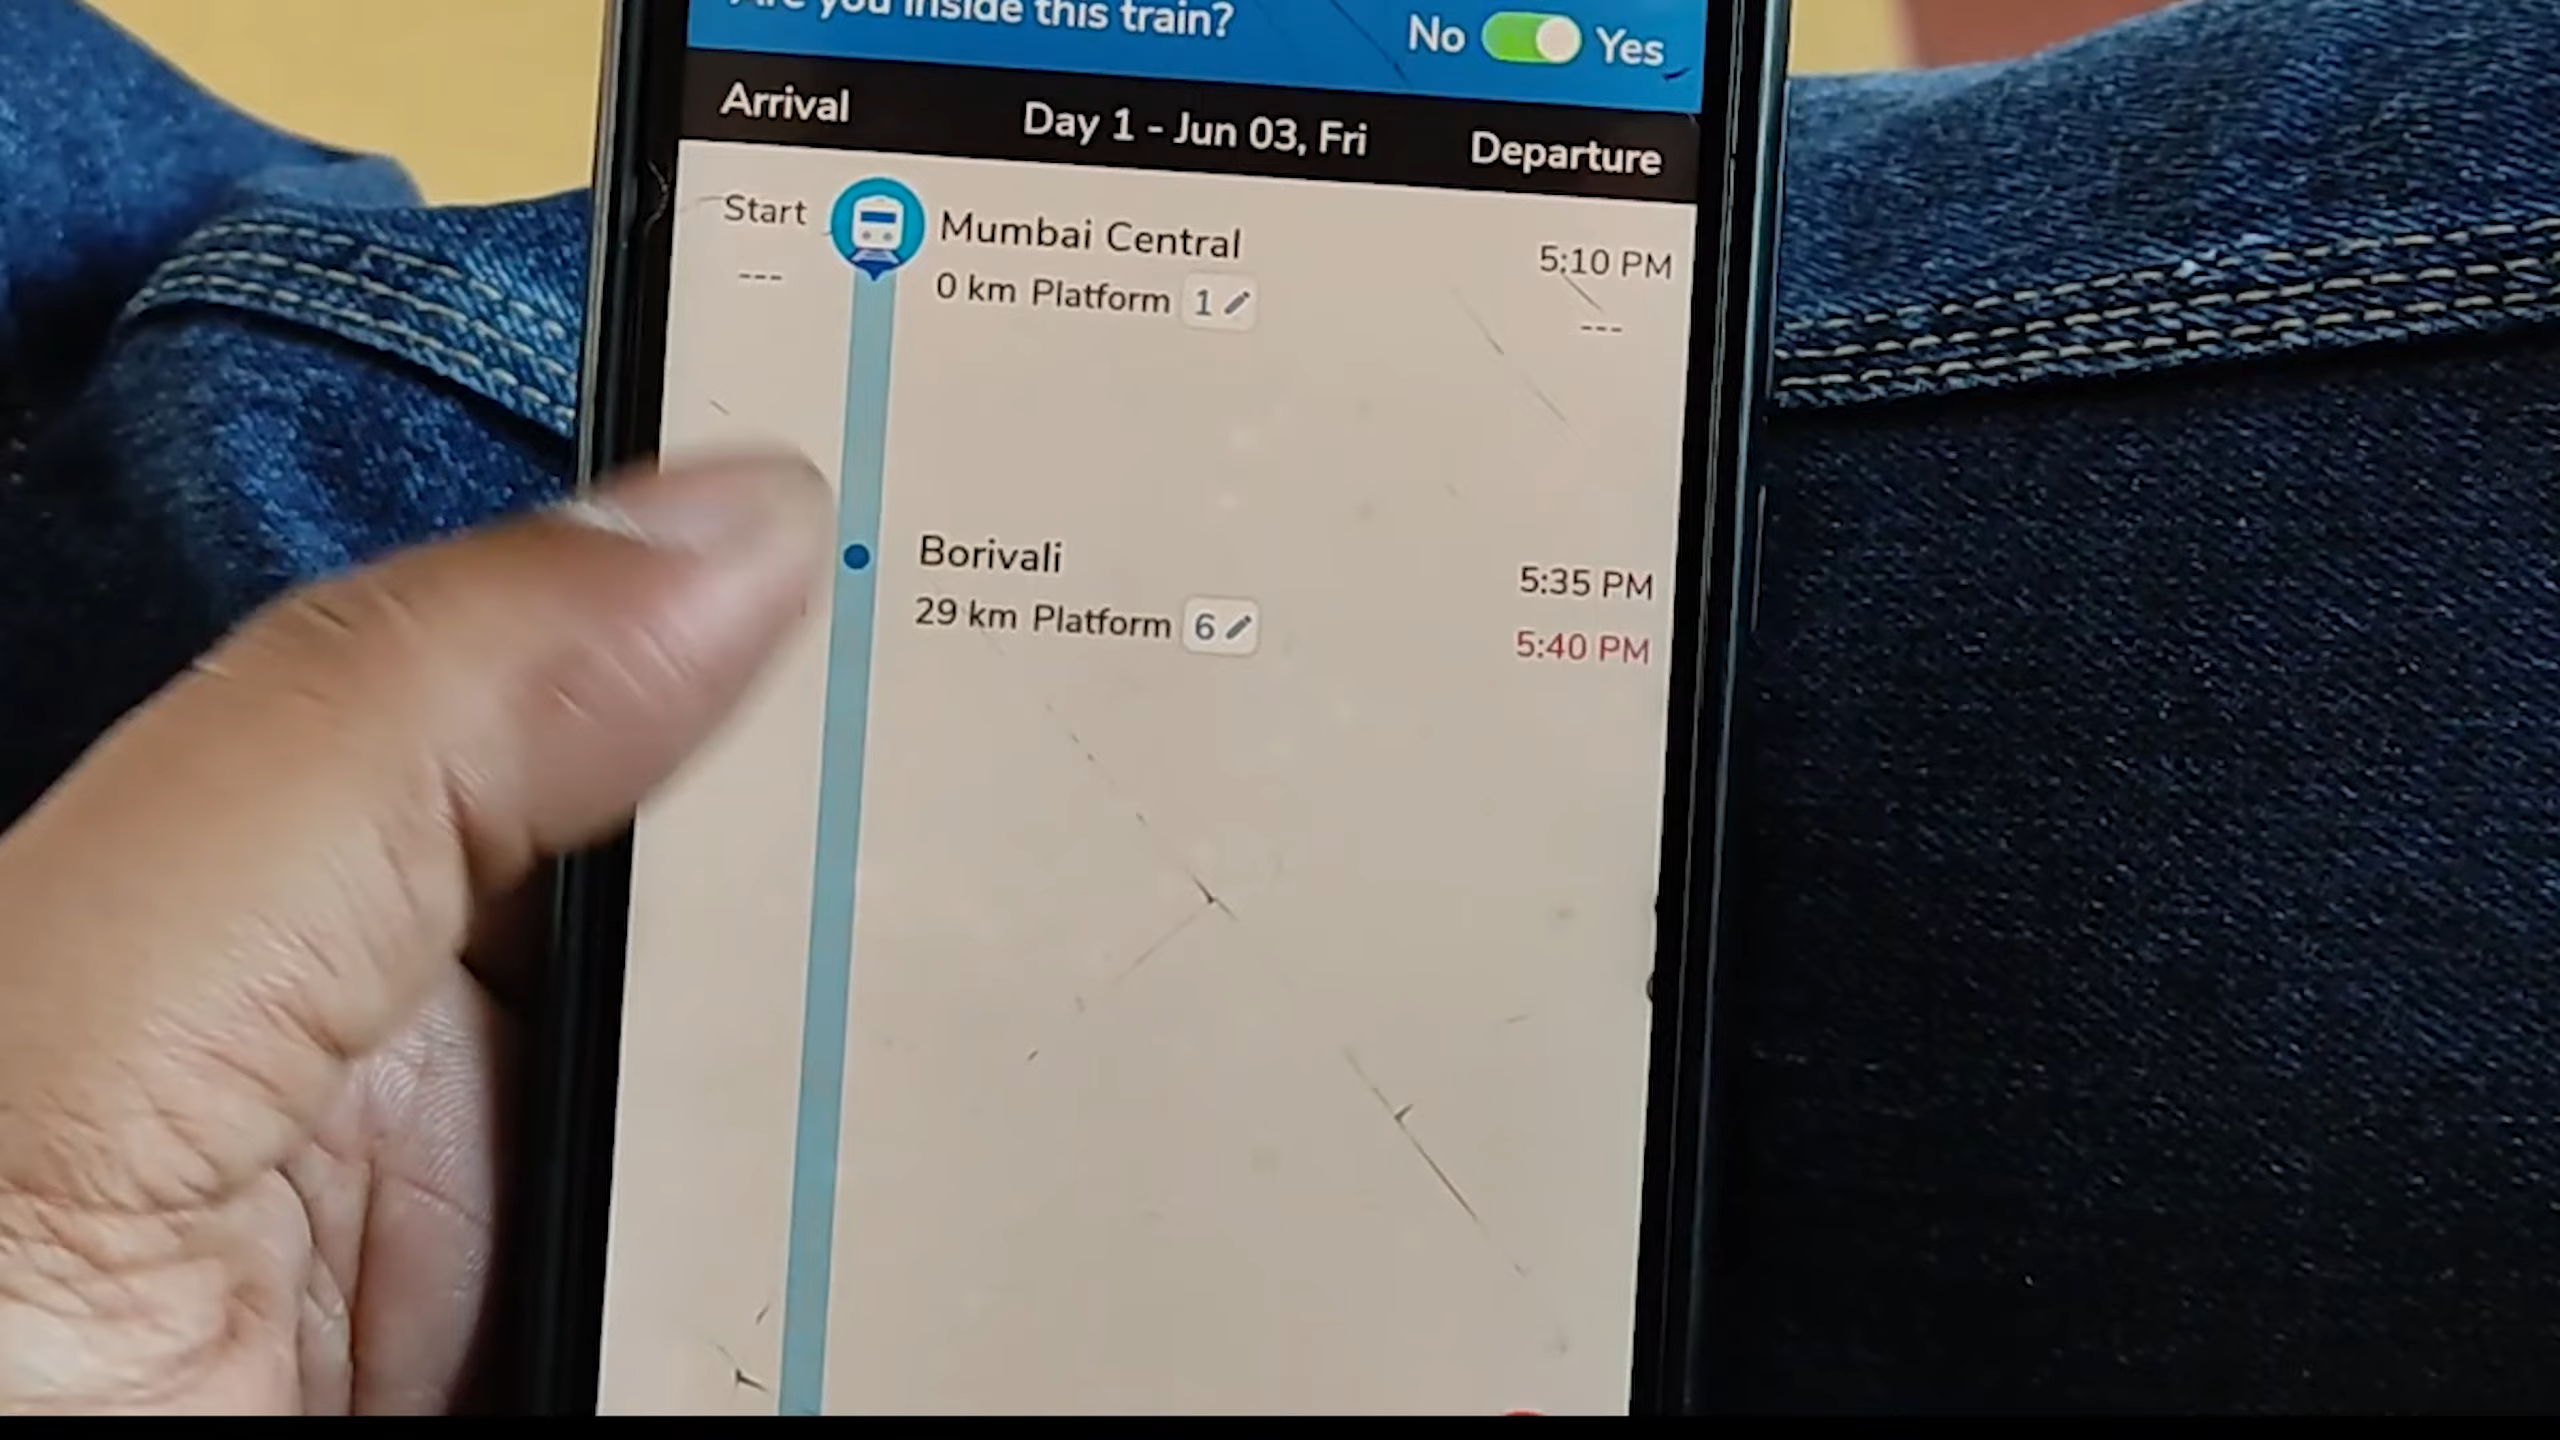 Are you inside this train?
No Yes
Arrival Day 1 - Jun 03, Fri Departure
Start Mumbai Central 5:10 PM
--- 0 km Platform 1 ---
Borivali 5:35 PM
29 km Platform 6 5:40 PM